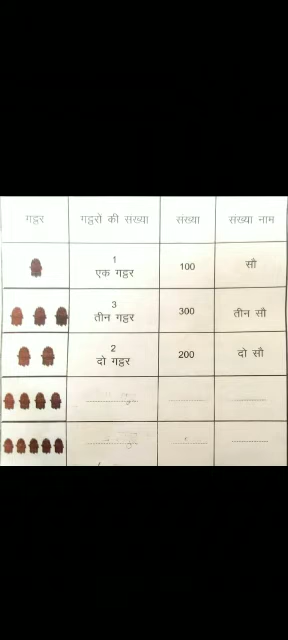 गट्ठर गट्ठरों की संख्या संख्या संख्या नाम
1
एक गट्ठर 100 सौ
3
तीन गट्ठर 300 तीन सौ
2
दो गट्ठर 200 दो सौ